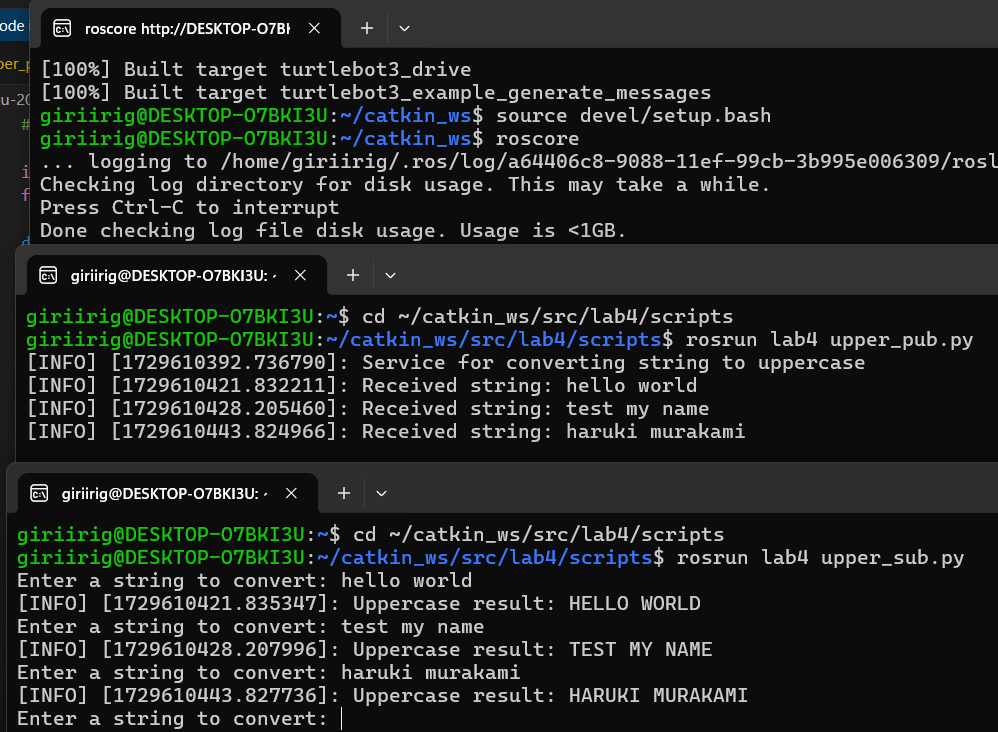 ode i
per_p
u-20
#
i
f
d
roscore http://DESKTOP-O7BH
[100%] Built target turtlebot3_drive
[100%] Built target turtlebot3_example_generate_messages
giriirig@DESKTOP-O7BKI3U:~/catkin_ws$ source devel/setup.bash
giriirig@DESKTOP-O7BKI3U:~/catkin_ws$ roscore
... logging to /home/giriirig/.ros/log/a64406c8-9088-11ef-99cb-3b995e006309/rosl
Checking log directory for disk usage. This may take a while.
Press Ctrl-C to interrupt
Done checking log file disk usage. Usage is <1GB.
giriirig@DESKTOP-O7BKI3U: ~
giriirig@DESKTOP-O7BKI3U:~$ cd ~/catkin_ws/src/lab4/scripts
giriirig@DESKTOP-O7BKI3U:~/catkin_ws/src/lab4/scripts$ rosrun lab4 upper_pub.py
[INFO] [1729610392.736790]: Service for converting string to uppercase
[INFO] [1729610421.832211]: Received string: hello world
[INFO] [1729610428.205460]: Received string: test my name
[INFO] [1729610443.824966]: Received string: haruki murakami
giriirig@DESKTOP-O7BKI3U: ~
giriirig@DESKTOP-O7BKI3U:~$ cd ~/catkin_ws/src/lab4/scripts
giriirig@DESKTOP-O7BKI3U:~/catkin_ws/src/lab4/scripts$ rosrun lab4 upper_sub.py
Enter a string to convert: hello world
[INFO] [1729610421.835347]: Uppercase result: HELLO WORLD
Enter a string to convert: test my name
[INFO] [1729610428.207996]: Uppercase result: TEST MY NAME
Enter a string to convert: haruki murakami
[INFO] [1729610443.827736]: Uppercase result: HARUKI MURAKAMI
Enter a string to convert: